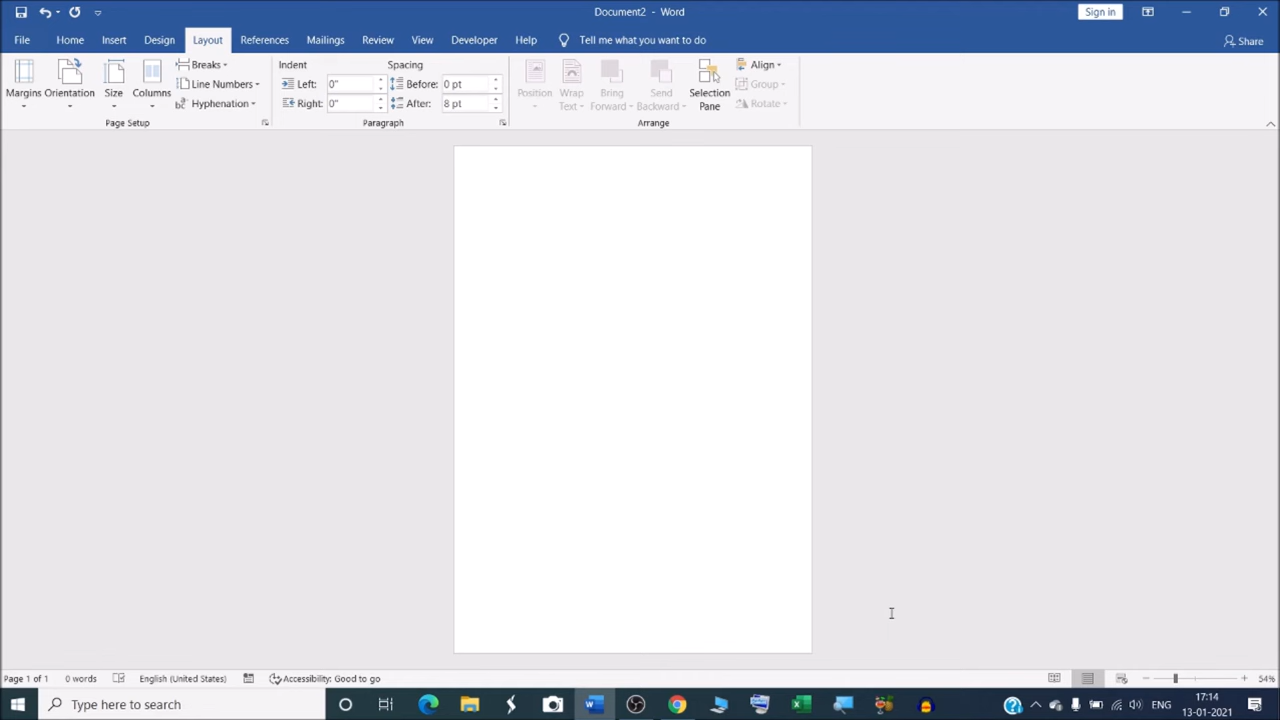 Document2 - Word
Sign in
File Home Insert Design Layout References Mailings Review View Developer Help Tell me what you want to do Share
Margins Orientation Size Columns
Breaks
Line Numbers
Hyphenation
Page Setup
Indent Spacing
Left: 0" Before: 0 pt
Right: 0" After: 8 pt
Paragraph
Position Wrap Text Bring Forward Send Backward Selection Pane
Align
Group
Rotate
Arrange
Page 1 of 1 0 words English (United States) Accessibility: Good to go 54%
Type here to search
ENG
17:14
13-01-2021